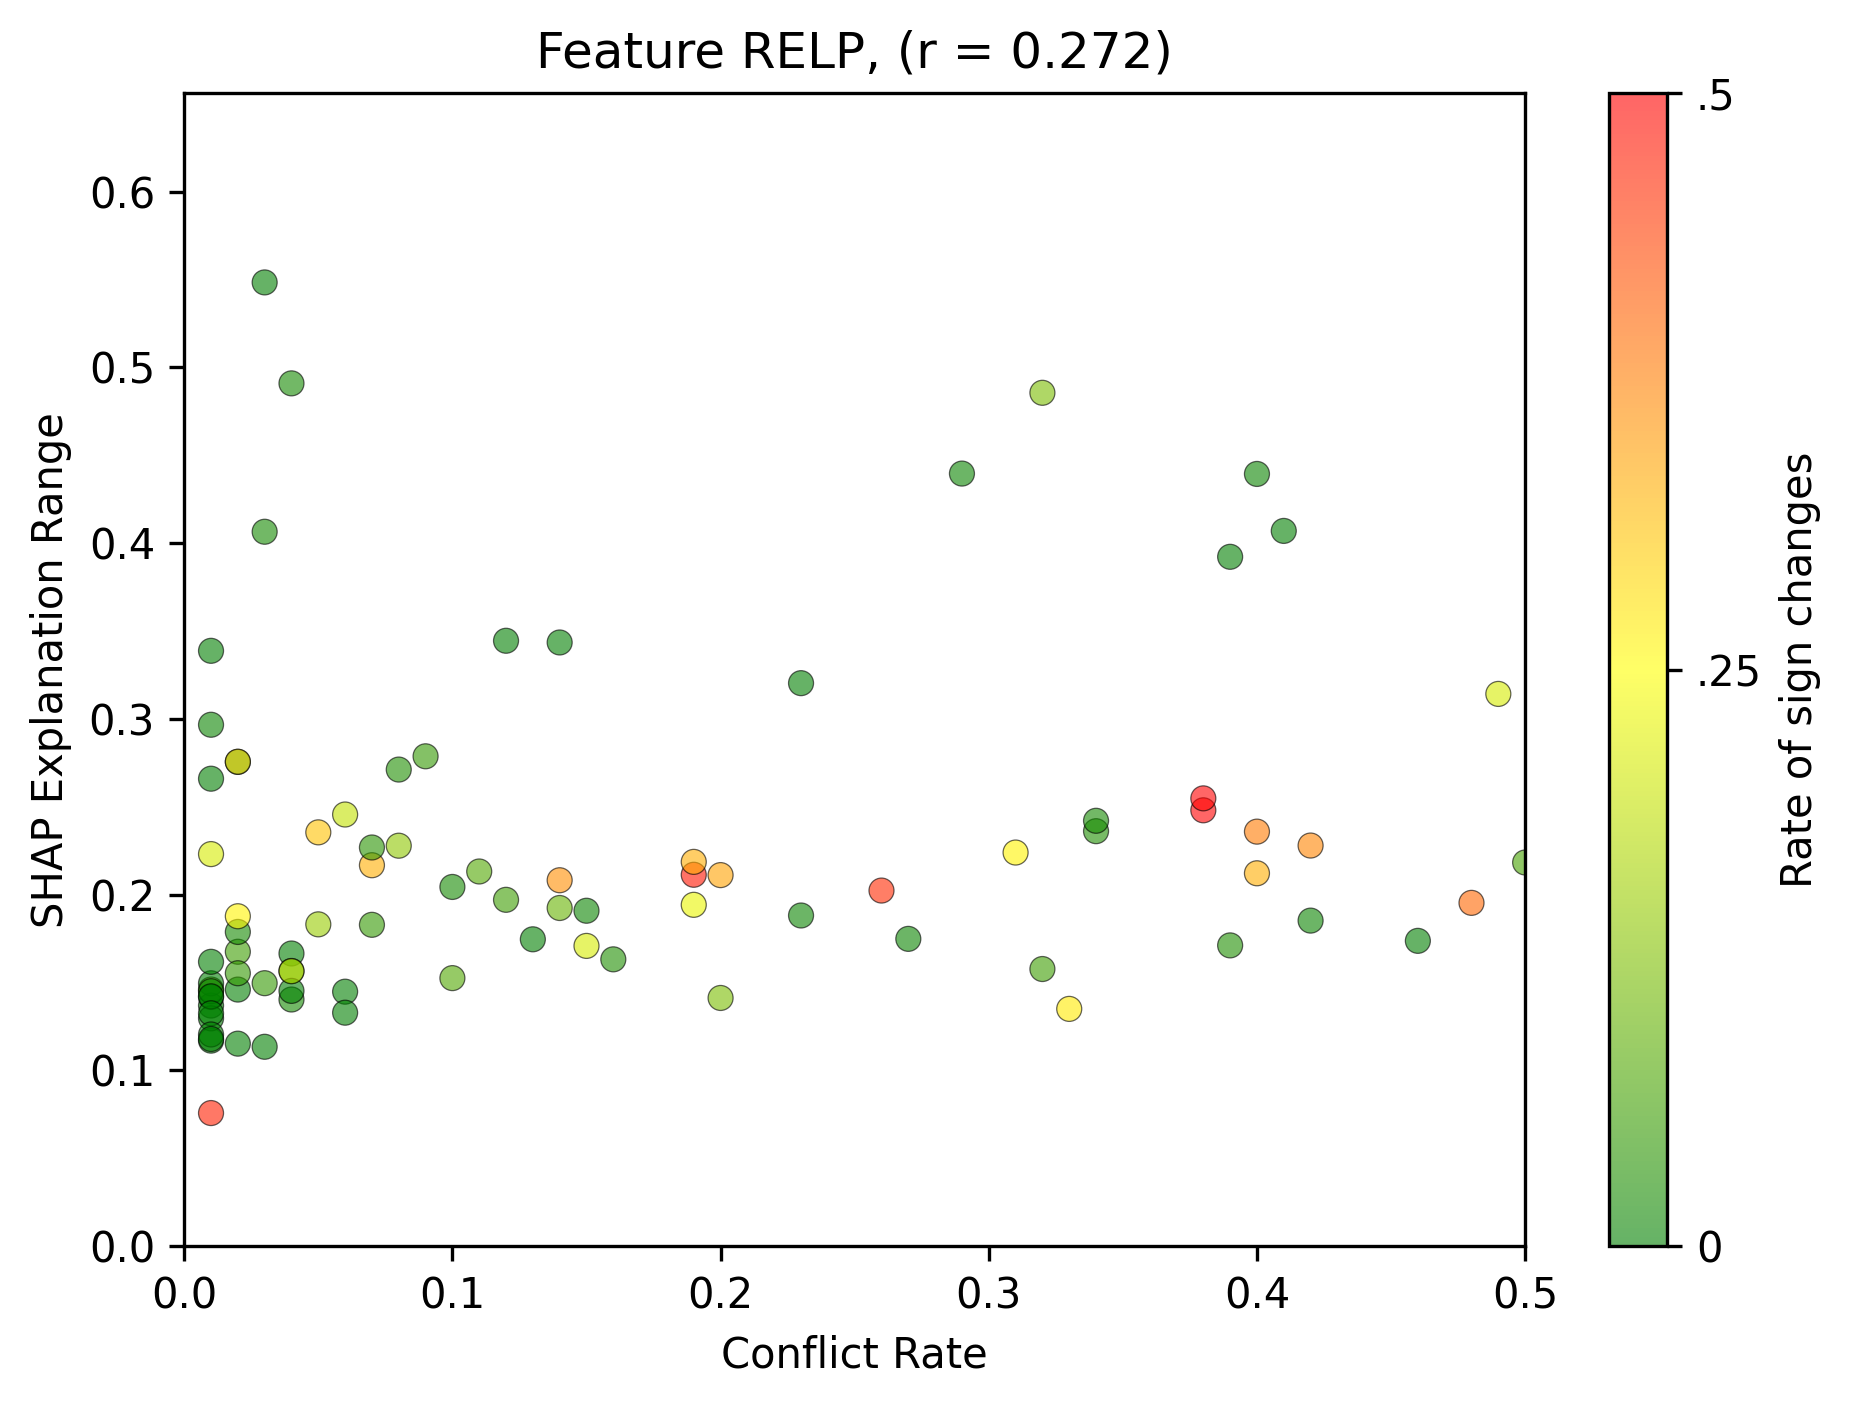 Feature RELP, (r = 0.272)
SHAP Explanation Range
0.6
0.5
0.4
0.3
0.2
0.1
0.0
0.0 0.1 0.2 0.3 0.4 0.5
Conflict Rate
.5
.25
0
Rate of sign changes